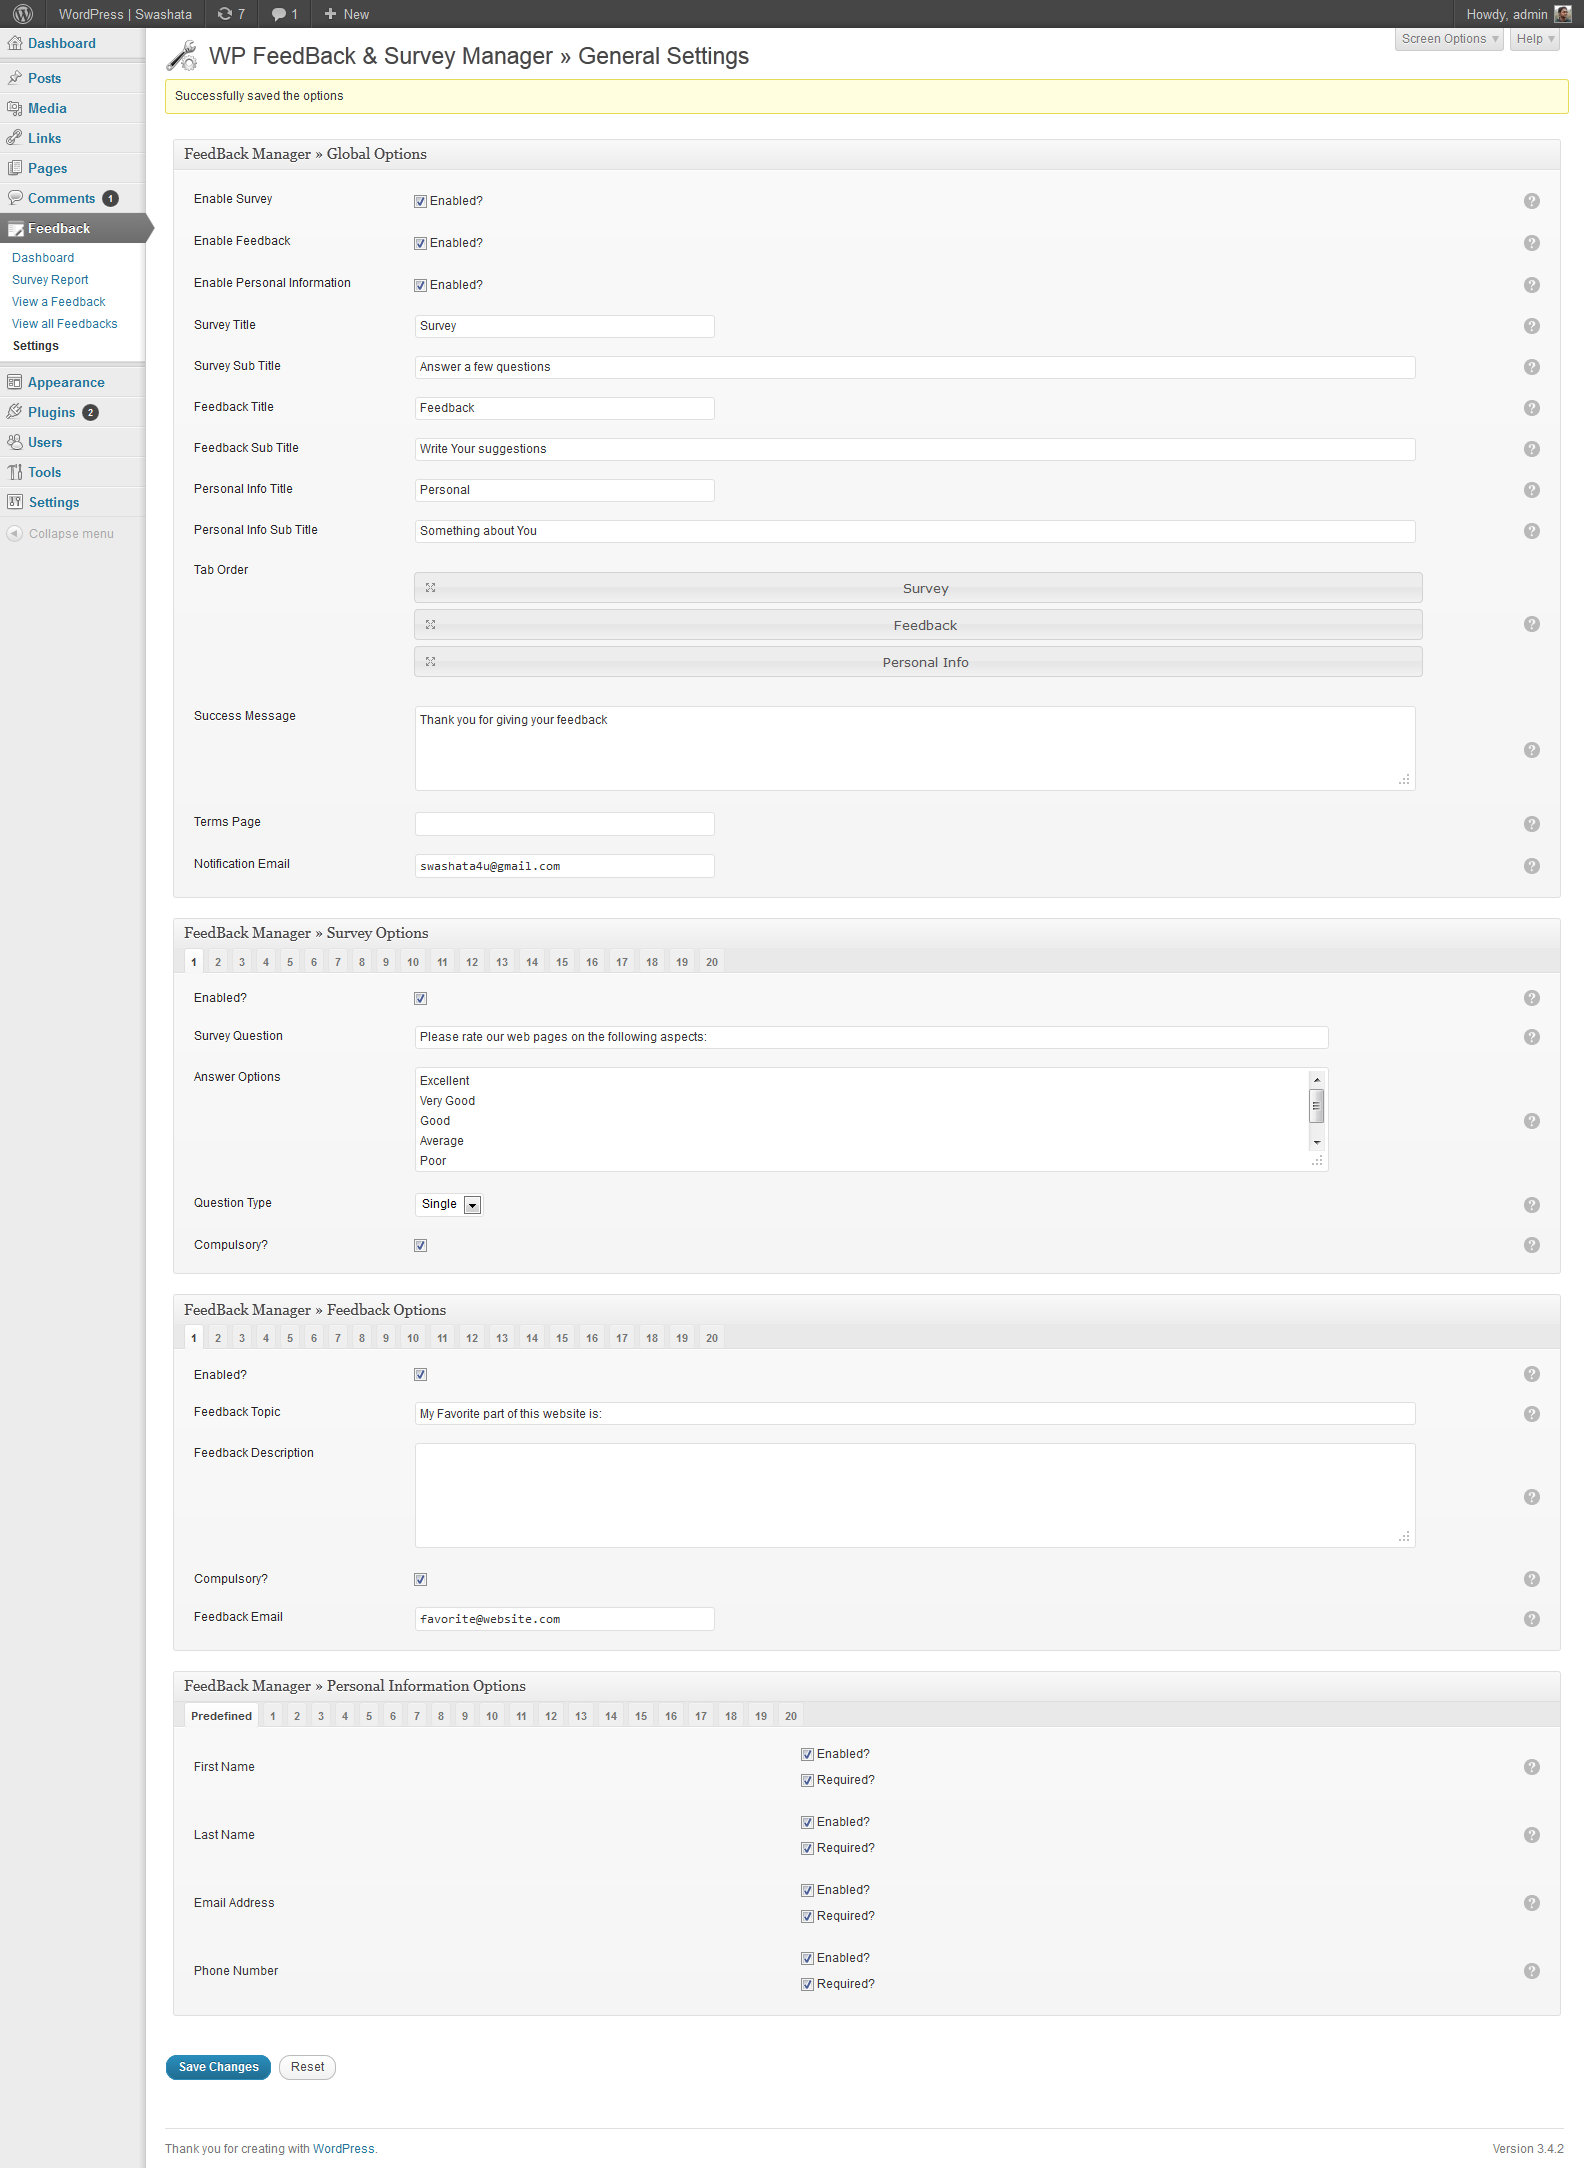 WordPress | Swashata 7 1 + New Howdy, admin
Screen Options Help
Dashboard
Posts
Media
Links
Pages
Comments 1
Feedback
Dashboard
Survey Report
View a Feedback
View all Feedbacks
Settings
Appearance
Plugins 2
Users
Tools
Settings
Collapse menu
WP FeedBack & Survey Manager » General Settings
Successfully saved the options
FeedBack Manager » Global Options
Enable Survey Enabled? ?
Enable Feedback Enabled? ?
Enable Personal Information Enabled? ?
Survey Title Survey ?
Survey Sub Title Answer a few questions ?
Feedback Title Feedback ?
Feedback Sub Title Write Your suggestions ?
Personal Info Title Personal ?
Personal Info Sub Title Something about You ?
Tab Order
Survey
Feedback ?
Personal Info
Success Message Thank you for giving your feedback ?
Terms Page ?
Notification Email swashata4u@gmail.com ?
FeedBack Manager » Survey Options
1 2 3 4 5 6 7 8 9 10 11 12 13 14 15 16 17 18 19 20
Enabled? ?
Survey Question Please rate our web pages on the following aspects: ?
Answer Options Excellent
Very Good
Good ?
Average
Poor
Question Type Single ?
Compulsory? ?
FeedBack Manager » Feedback Options
1 2 3 4 5 6 7 8 9 10 11 12 13 14 15 16 17 18 19 20
Enabled? ?
Feedback Topic My Favorite part of this website is: ?
Feedback Description ?
Compulsory? ?
Feedback Email favorite@website.com ?
FeedBack Manager » Personal Information Options
Predefined 1 2 3 4 5 6 7 8 9 10 11 12 13 14 15 16 17 18 19 20
First Name Enabled? ?
Required?
Last Name Enabled? ?
Required?
Email Address Enabled? ?
Required?
Phone Number Enabled? ?
Required?
Save Changes Reset
Thank you for creating with WordPress. Version 3.4.2